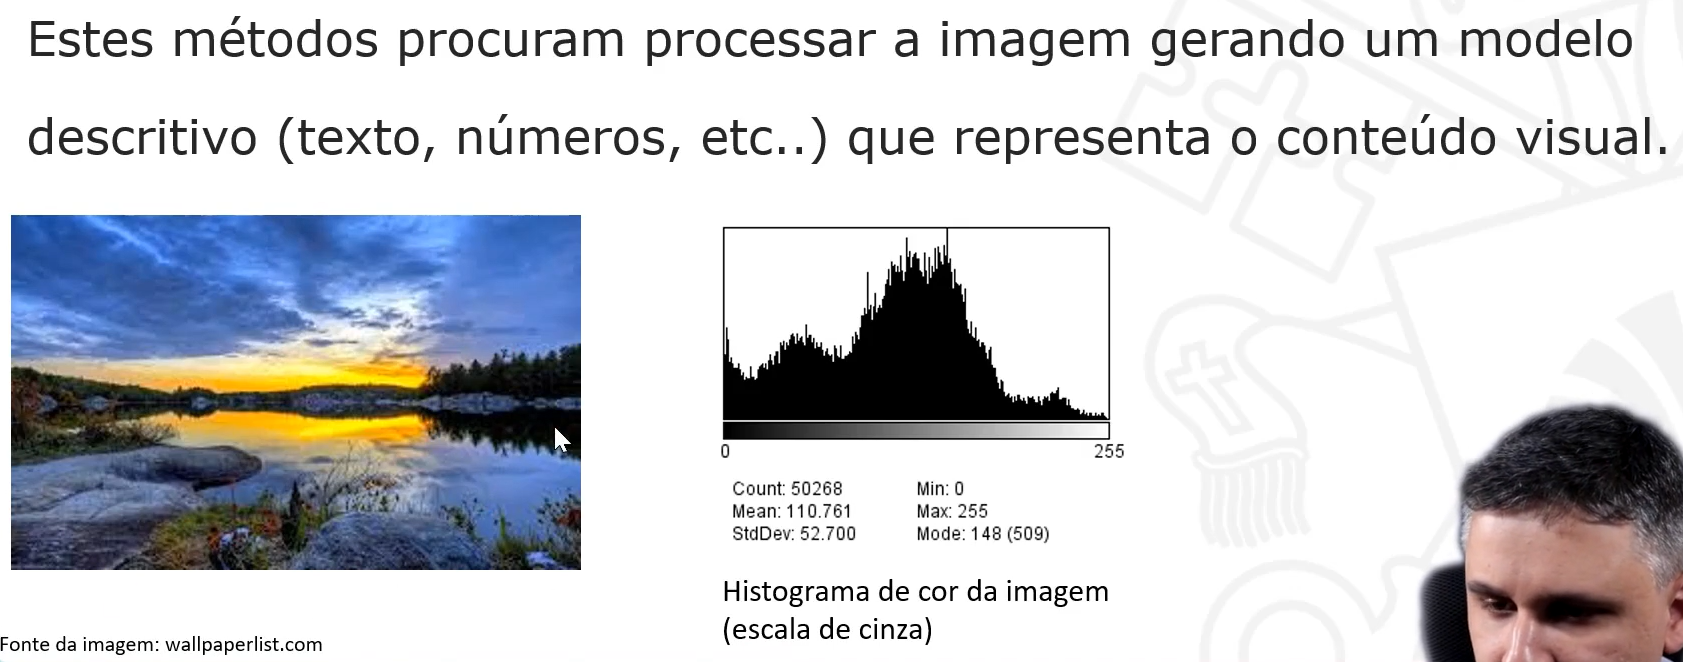 Estes métodos procuram processar a imagem gerando um modelo
descritivo (texto, números, etc..) que representa o conteúdo visual.
0
255
Count: 50268
Min: 0
Mean: 110.761
Max: 255
StdDev: 52.700
Mode: 148 (509)
Histograma de cor da imagem
(escala de cinza)
Fonte da imagem: wallpaperlist.com